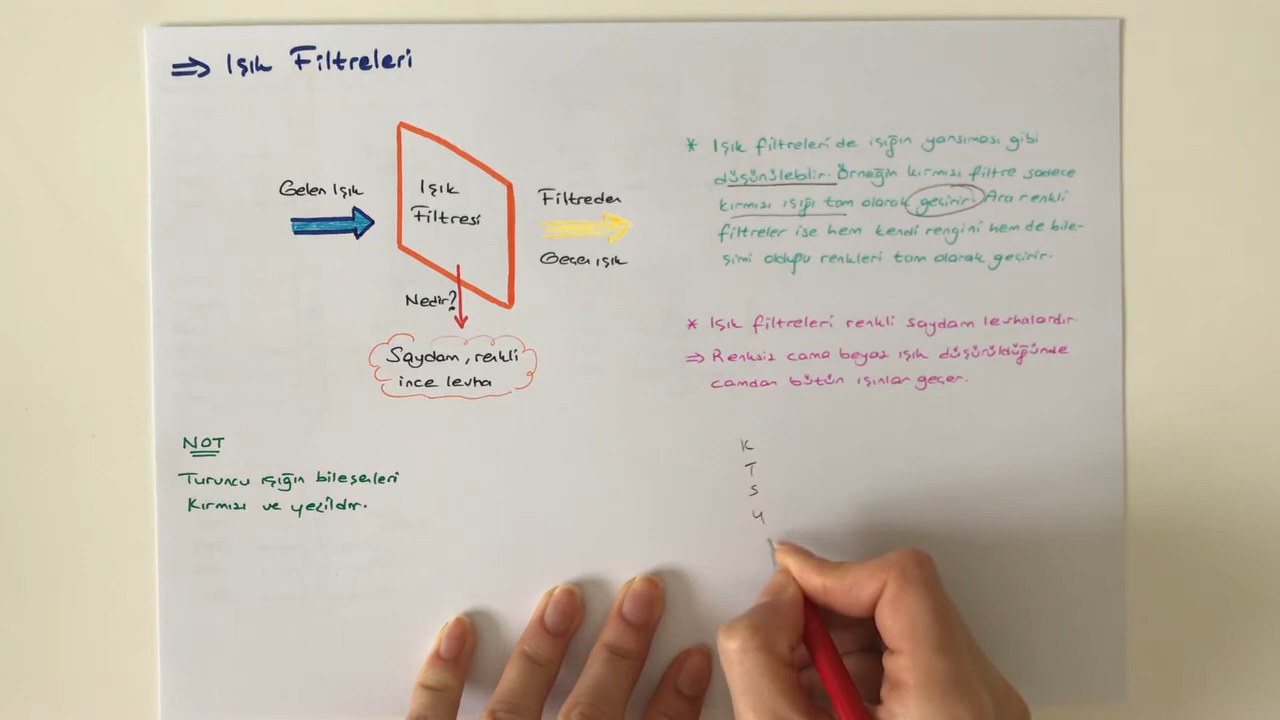 ⇒ Işık Filtreleri
Gelen Işık
Işık
Filtresi
Filtreden
Geçen ışık
Nedir?
Saydam, renkli
ince levha
* Işık filtreleri de ışığın yansıması gibi
düşünülebilir. Örneğin kırmızı filtre sadece
kırmızı ışığı tam olarak geçirir. Ara renkli
filtreler ise hem kendi rengini hem de bile-
şimi olduğu renkleri tam olarak geçirir.
* Işık filtreleri renkli saydam levhalardır.
⇒ Renksiz cama beyaz ışık düşürüldüğünde
camdan bütün ışınlar geçer.
NOT
Turuncu ışığın bileşenleri
Kırmızı ve yeşildir.
K
T
S
Y